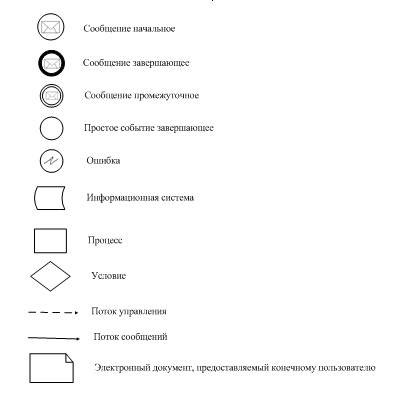 Сообщение начальное
Сообщение завершающее
Сообщение промежуточное
Простое событие завершающее
Ошибка
Информационная система
Процесс
Условие
Поток управления
Поток сообщений
Электронный документ, предоставляемый конечному пользователю